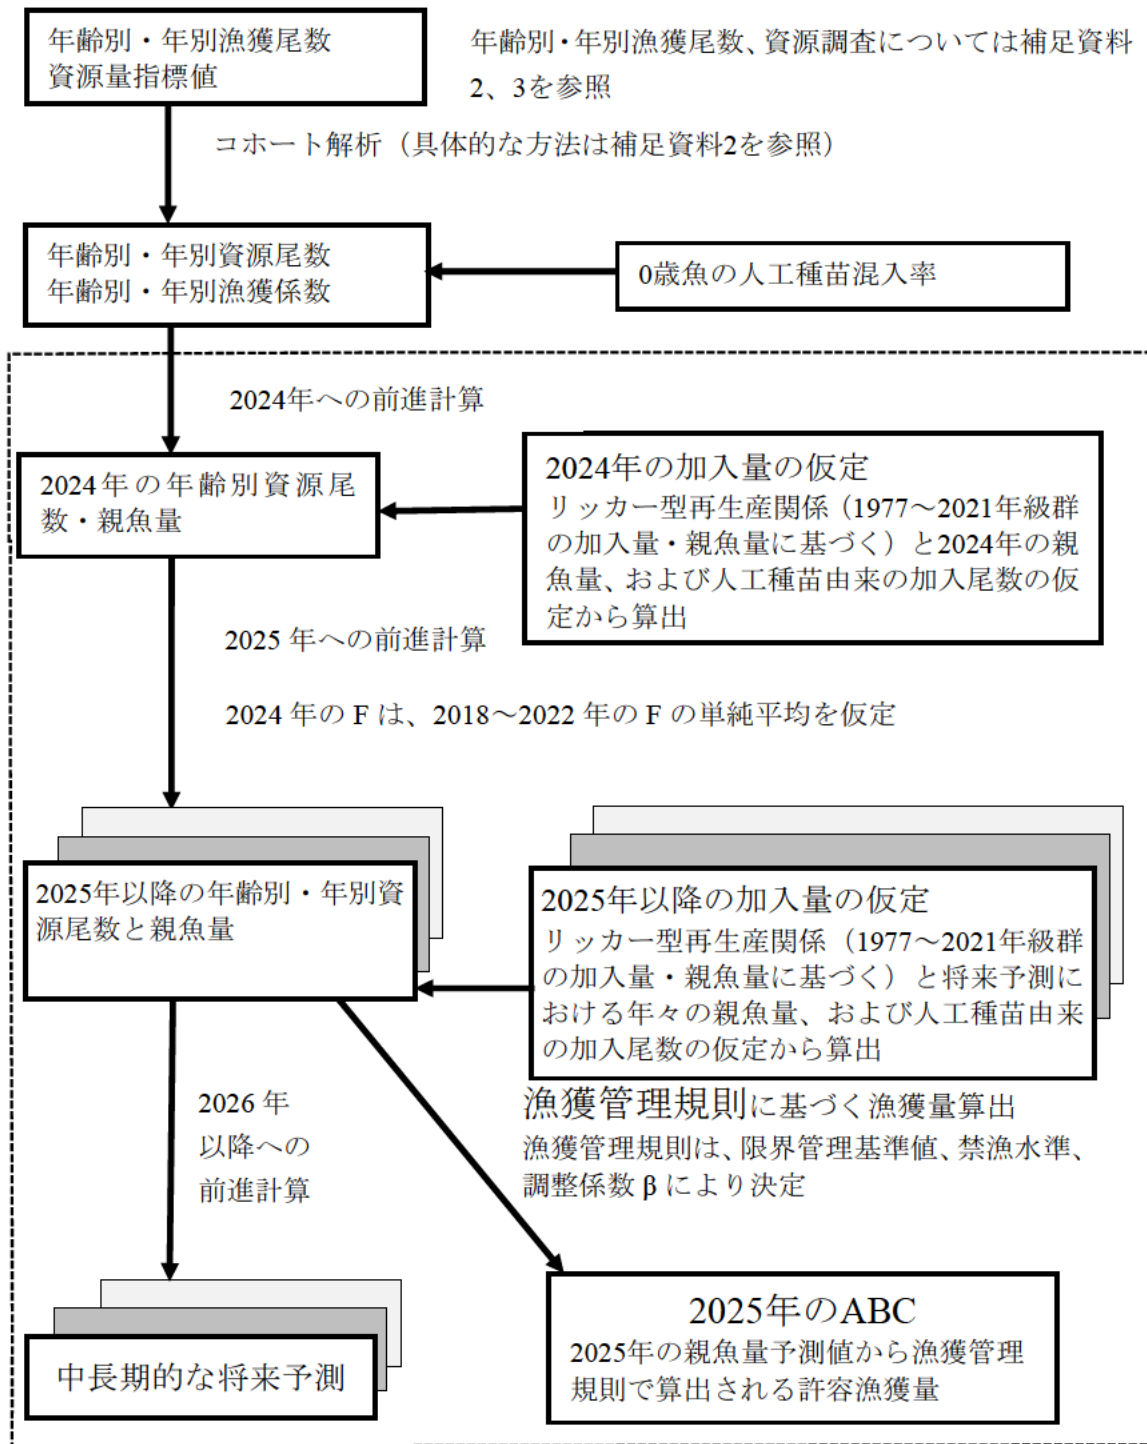 年齢別・年別漁獲尾数
資源量指標値
年齢別・年別漁獲尾数、資源調査については補足資料
2、3を参照
コホート解析（具体的な方法は補足資料2を参照）
年齢別・年別資源尾数
年齢別・年別漁獲係数
0歳魚の人工種苗混入率
2024年への前進計算
2024年の年齢別資源尾
数・親魚量
2024年の加入量の仮定
リッカー型再生産関係（1977～2021年級群
の加入量・親魚量に基づく）と2024年の親
魚量、および人工種苗由来の加入尾数の仮
定から算出
2025 年への前進計算
2024 年の F は、2018～2022 年の F の単純平均を仮定
2025年以降の年齢別・年別資
源尾数と親魚量
2025年以降の加入量の仮定
リッカー型再生産関係（1977～2021年級群
の加入量・親魚量に基づく）と将来予測に
おける年々の親魚量、および人工種苗由来
の加入尾数の仮定から算出
2026 年
以降への
前進計算
漁獲管理規則に基づく漁獲量算出
漁獲管理規則は、限界管理基準値、禁漁水準、
調整係数 β により決定
中長期的な将来予測
2025年のABC
2025年の親魚量予測値から漁獲管理
規則で算出される許容漁獲量